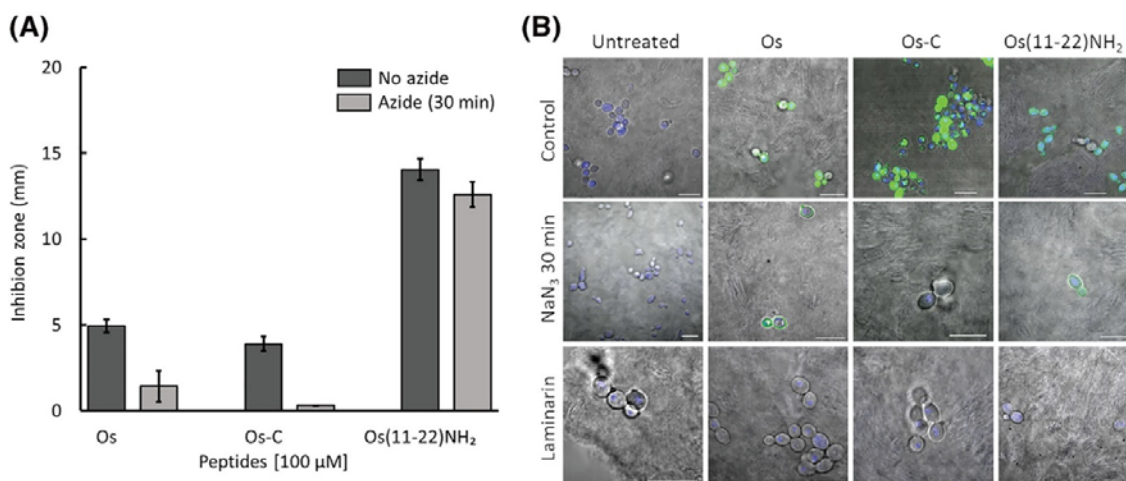 (A)
20
15
10
5
0
Inhibion zone (mm)
No azide
Azide (30 min)
Os
Os-C
Os(11-22)NH₂
Peptides [100 µM]
(B)
Untreated
Os
Os-C
Os(11-22)NH₂
Control
NaN₃ 30 min
Laminarin